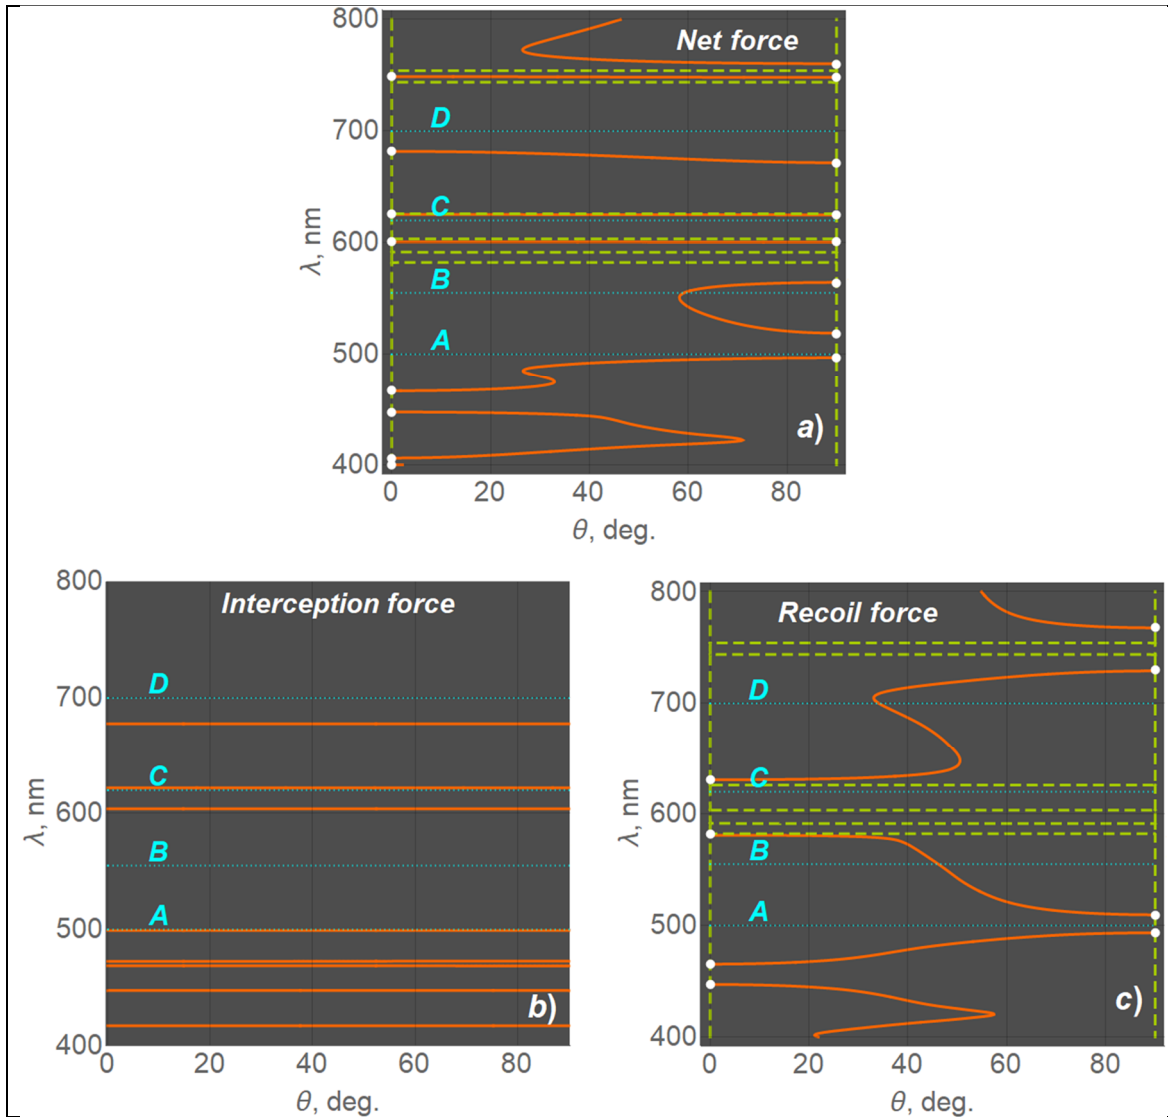 800
Net force
D
700
C
λ, nm
600
B
A
500
a)
400
0 20 40 60 80
θ, deg.
800
Interception force
D
700
C
λ, nm
600
B
A
500
b)
400
0 20 40 60 80
θ, deg.
800
Recoil force
D
700
C
λ, nm
600
B
A
500
c)
400
0 20 40 60 80
θ, deg.